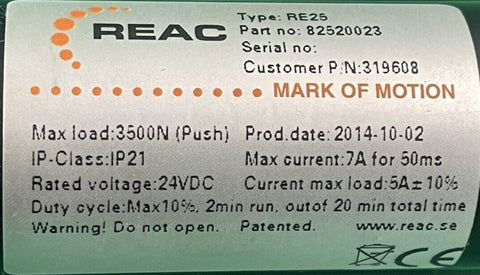 REAC
Type: RE25
Part no: 82520023
Serial no:
Customer P/N:319608
MARK OF MOTION
Max load:3500N (Push) Prod.date: 2014-10-02
IP-Class:IP21 Max current:7A for 50ms
Rated voltage:24VDC Current max load:5A±10%
Duty cycle:Max10%, 2min run, outof 20 min total time
Warning! Do not open. Patented. www.reac.se
CE